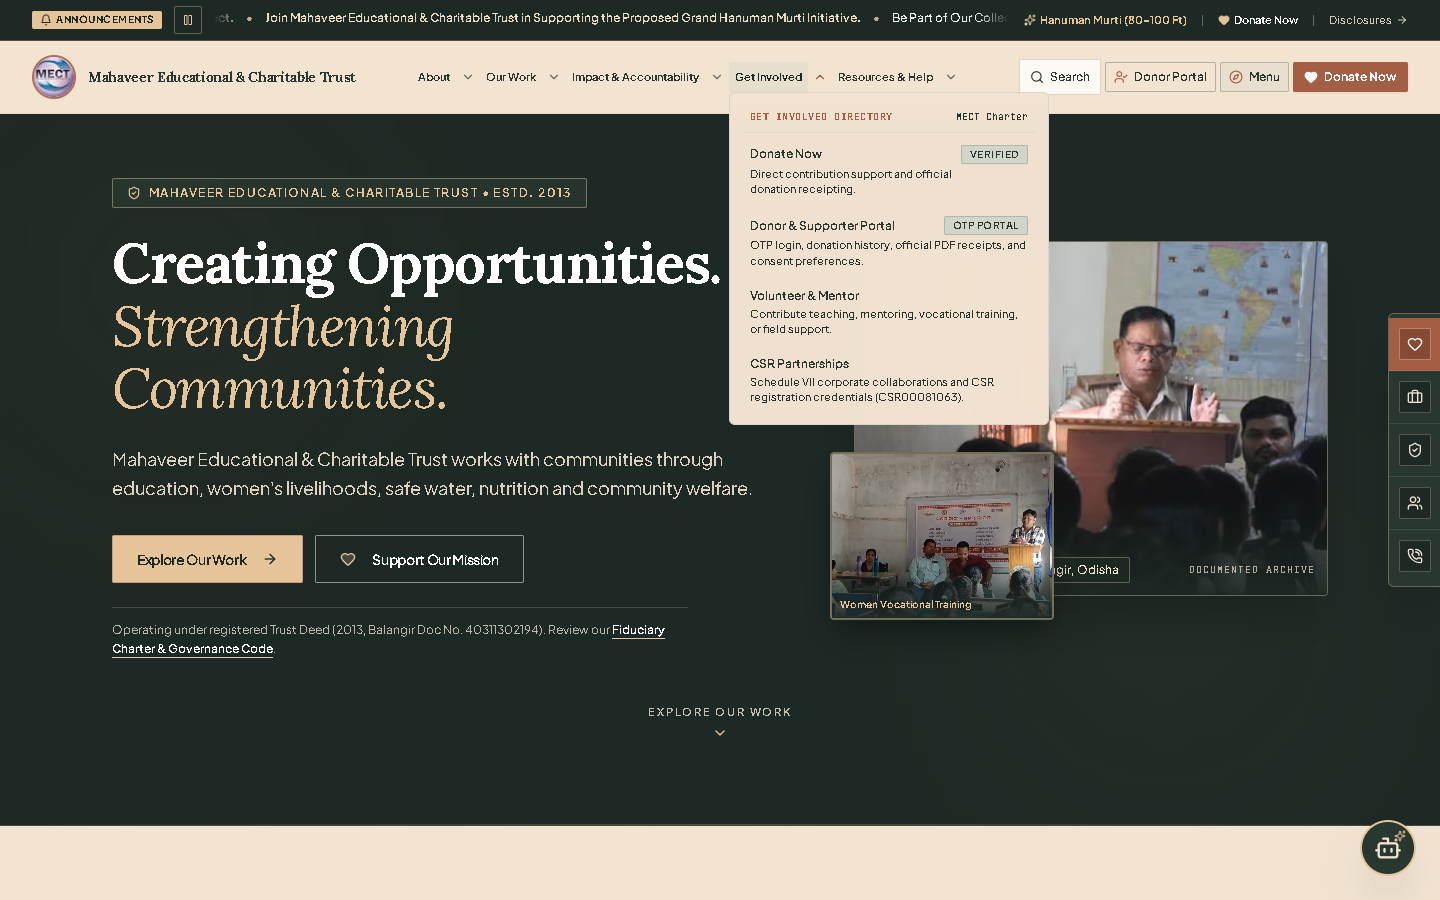 ANNOUNCEMENTS
Join Mahaveer Educational & Charitable Trust in Supporting the Proposed Grand Hanuman Murti Initiative.
Be Part of Our
Hanuman Murti (80–100 Ft)
Donate Now
Disclosures
MECT
Mahaveer Educational & Charitable Trust
About
Our Work
Impact & Accountability
Get Involved
Resources & Help
Search
Donor Portal
Menu
Donate Now
GET INVOLVED DIRECTORY
MECT Charter
Donate Now
VERIFIED
Direct contribution support and official
donation receipting.
Donor & Supporter Portal
OTP PORTAL
OTP login, donation history, official PDF receipts, and
consent preferences.
Volunteer & Mentor
Contribute teaching, mentoring, vocational training,
or field support.
CSR Partnerships
Schedule VII corporate collaborations and CSR
registration credentials (CSR00081063).
MAHAVEER EDUCATIONAL & CHARITABLE TRUST • ESTD. 2013
Creating Opportunities.
Strengthening
Communities.
Mahaveer Educational & Charitable Trust works with communities through
education, women's livelihoods, safe water, nutrition and community welfare.
Explore Our Work
Support Our Mission
Operating under registered Trust Deed (2013, Balangir Doc No. 40311302194). Review our Fiduciary
Charter & Governance Code.
Odisha
DOCUMENTED ARCHIVE
Women Vocational Training
EXPLORE OUR WORK